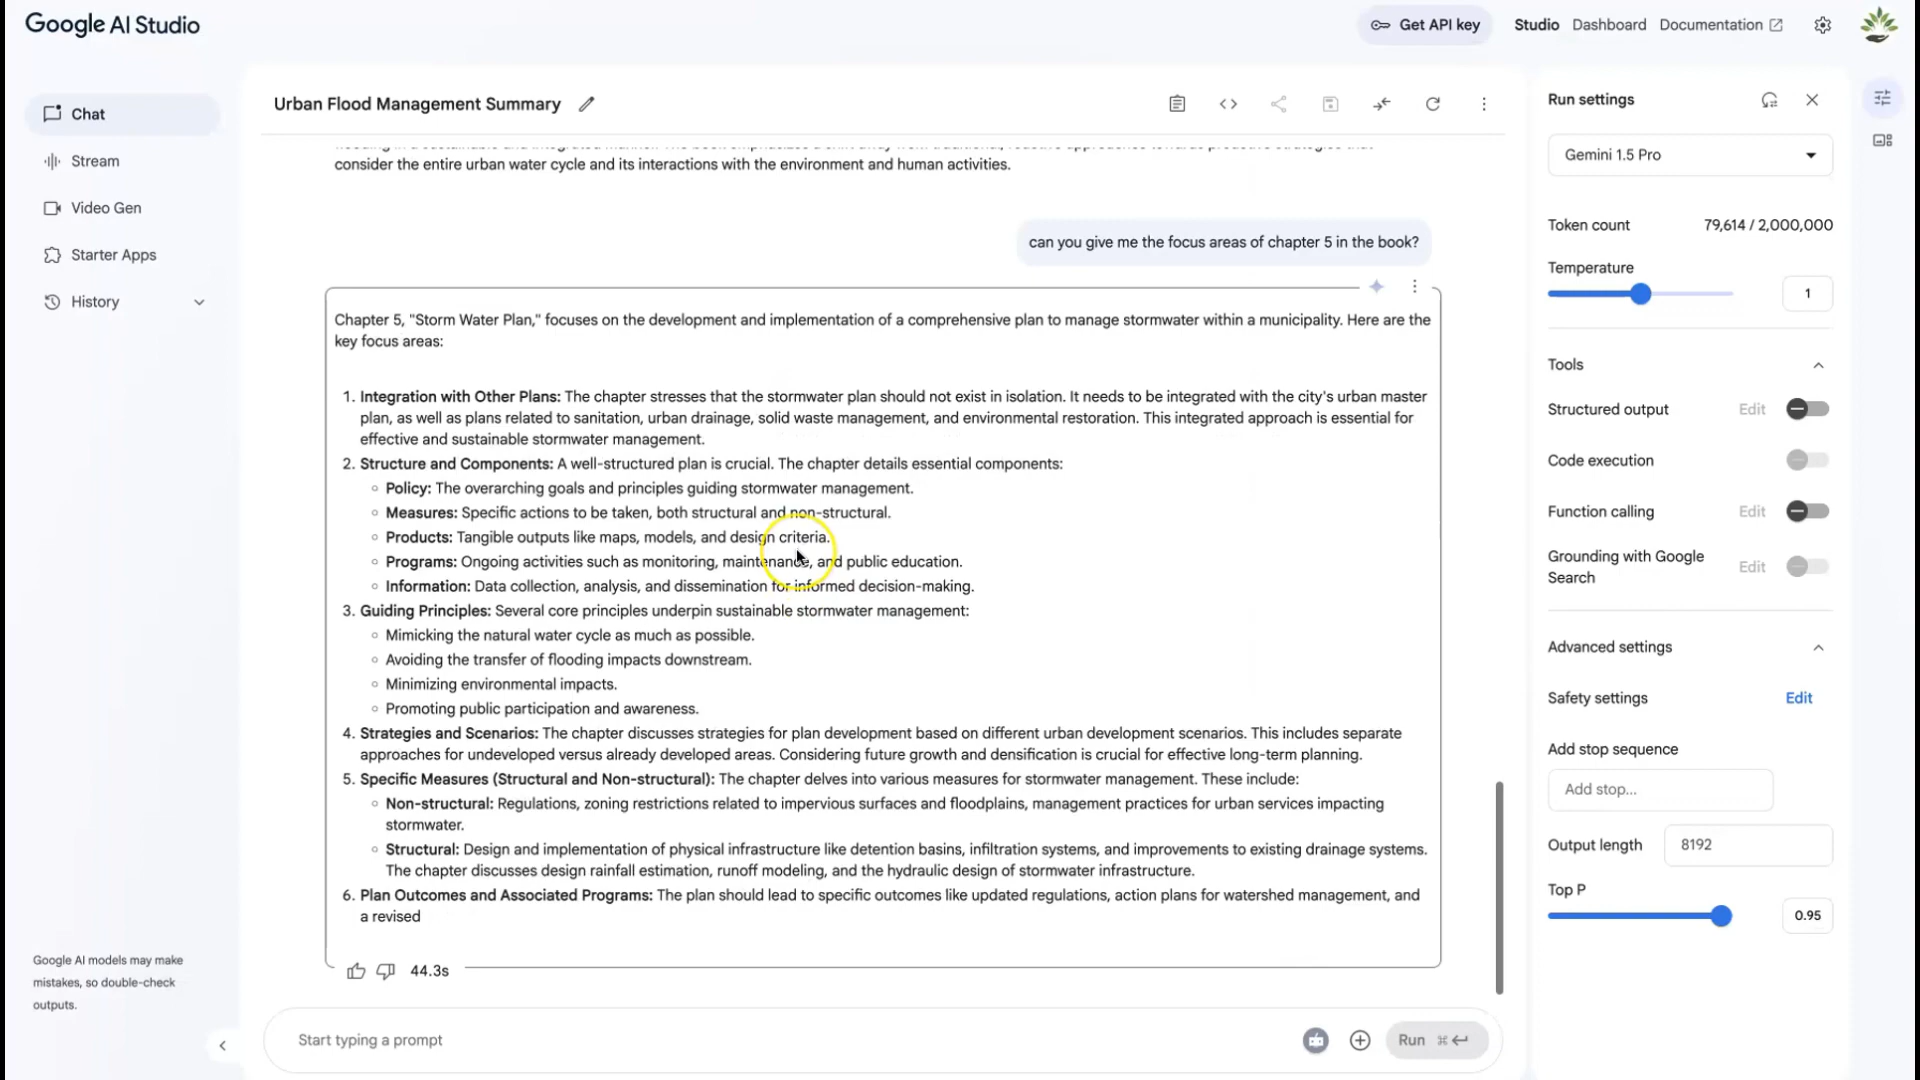 Google AI Studio
Get API key
Studio
Dashboard
Documentation
Chat
Stream
Video Gen
Starter Apps
History
Google AI models may make
mistakes, so double-check
outputs.
Urban Flood Management Summary
consider the entire urban water cycle and its interactions with the environment and human activities.
can you give me the focus areas of chapter 5 in the book?
Chapter 5, "Storm Water Plan," focuses on the development and implementation of a comprehensive plan to manage stormwater within a municipality. Here are the
key focus areas:
1. Integration with Other Plans: The chapter stresses that the stormwater plan should not exist in isolation. It needs to be integrated with the city's urban master
plan, as well as plans related to sanitation, urban drainage, solid waste management, and environmental restoration. This integrated approach is essential for
effective and sustainable stormwater management.
2. Structure and Components: A well-structured plan is crucial. The chapter details essential components:
Policy: The overarching goals and principles guiding stormwater management.
Measures: Specific actions to be taken, both structural and non-structural.
Products: Tangible outputs like maps, models, and design criteria.
Programs: Ongoing activities such as monitoring, maintenance, and public education.
Information: Data collection, analysis, and dissemination for informed decision-making.
3. Guiding Principles: Several core principles underpin sustainable stormwater management:
Mimicking the natural water cycle as much as possible.
Avoiding the transfer of flooding impacts downstream.
Minimizing environmental impacts.
Promoting public participation and awareness.
4. Strategies and Scenarios: The chapter discusses strategies for plan development based on different urban development scenarios. This includes separate
approaches for undeveloped versus already developed areas. Considering future growth and densification is crucial for effective long-term planning.
5. Specific Measures (Structural and Non-structural): The chapter delves into various measures for stormwater management. These include:
Non-structural: Regulations, zoning restrictions related to impervious surfaces and floodplains, management practices for urban services impacting
stormwater.
Structural: Design and implementation of physical infrastructure like detention basins, infiltration systems, and improvements to existing drainage systems.
The chapter discusses design rainfall estimation, runoff modeling, and the hydraulic design of stormwater infrastructure.
6. Plan Outcomes and Associated Programs: The plan should lead to specific outcomes like updated regulations, action plans for watershed management, and
a revised
44.3s
Start typing a prompt
Run ⌘ ↵
Run settings
Gemini 1.5 Pro
Token count 79,614 / 2,000,000
Temperature
1
Tools
Structured output Edit
Code execution
Function calling Edit
Grounding with Google
Search Edit
Advanced settings
Safety settings Edit
Add stop sequence
Add stop...
Output length 8192
Top P
0.95